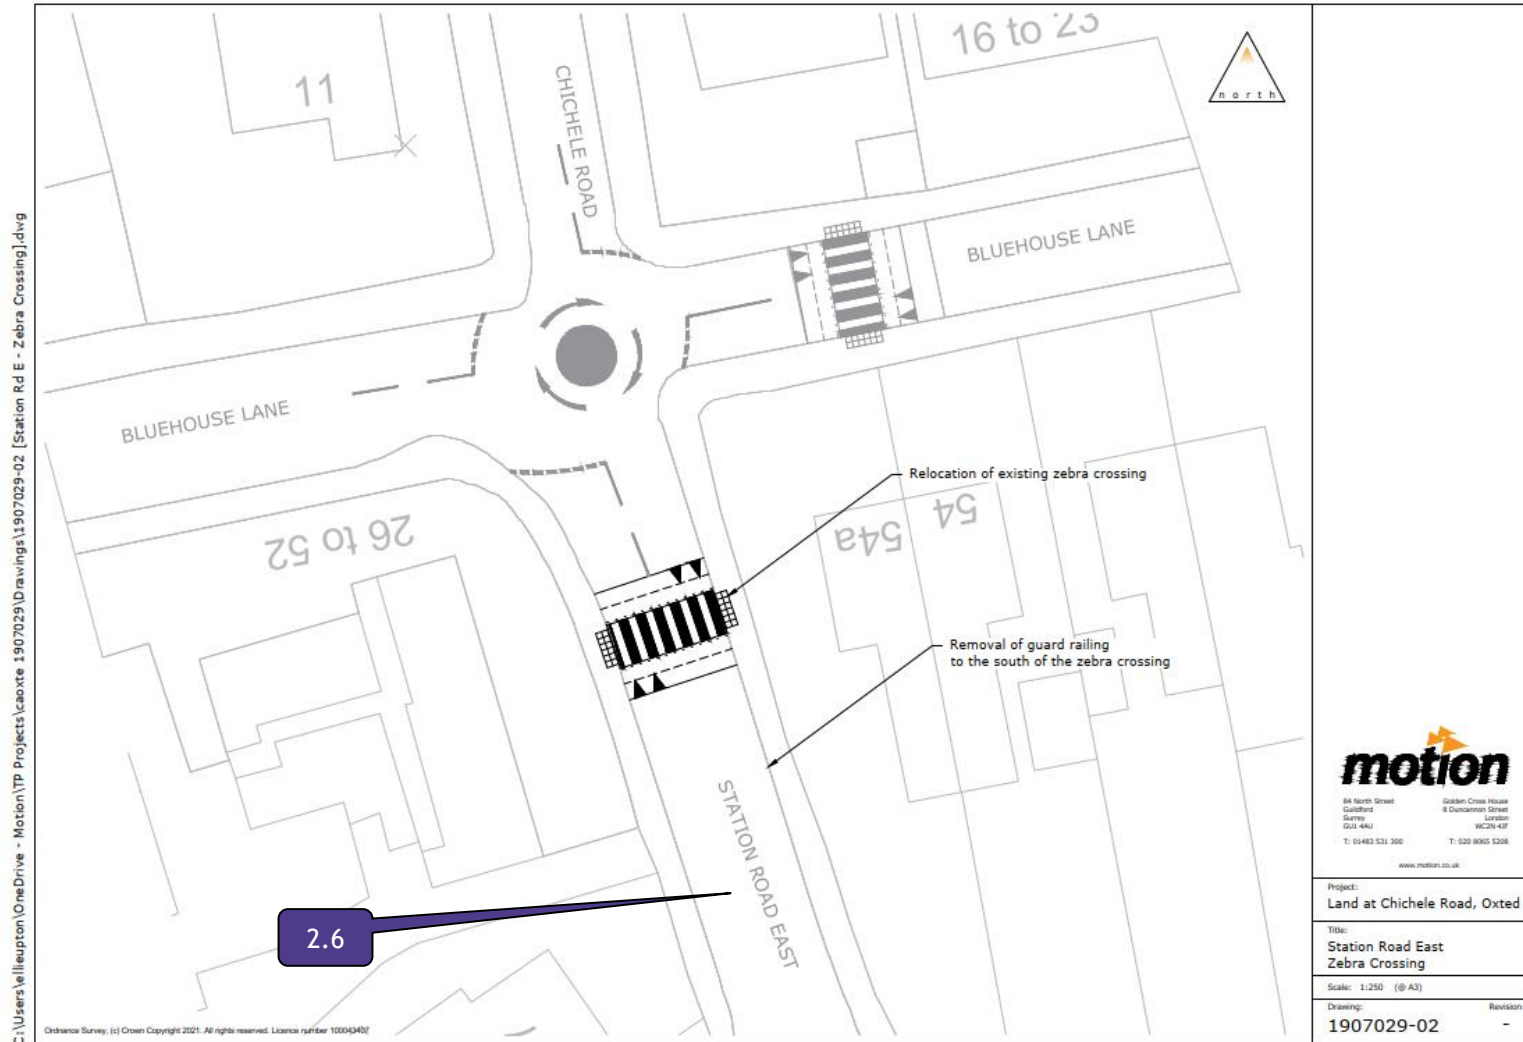 C:\Users\ellieupton\OneDrive - Motion\TP Projects\caoxte 1907029\Drawings\1907029-02 [Station Rd E - Zebra Crossing].dwg
11
CHICHELE ROAD
16 to 23
north
BLUEHOUSE LANE
BLUEHOUSE LANE
Relocation of existing zebra crossing
26 to 52
54a
54
Removal of guard railing
to the south of the zebra crossing
STATION ROAD EAST
2.6
Ordnance Survey, (c) Crown Copyright 2021. All rights reserved. Licence number 100043407
motion
84 North Street
Guildford
Surrey
GU1 4AU
T: 01483 531 300
Golden Cross House
8 Duncannon Street
London
WC2N 4JF
T: 020 8065 5208
www.motion.co.uk
Project:
Land at Chichele Road, Oxted
Title:
Station Road East
Zebra Crossing
Scale: 1:250 (@ A3)
Drawing:
1907029-02
Revision:
-